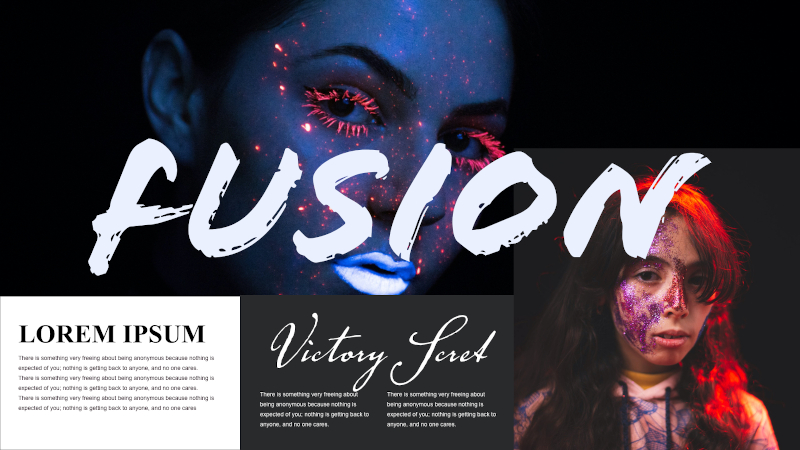 FUSION
LOREM IPSUM
There is something very freeing about being anonymous because nothing is
expected of you; nothing is getting back to anyone, and no one cares.
There is something very freeing about being anonymous because nothing is
expected of you; nothing is getting back to anyone, and no one cares.
There is something very freeing about being anonymous because nothing is
expected of you; nothing is getting back to anyone, and no one cares
Victory Scret
There is something very freeing about
being anonymous because nothing is
expected of you; nothing is getting back to
anyone, and no one cares.
There is something very freeing about
being anonymous because nothing is
expected of you; nothing is getting back to
anyone, and no one cares.